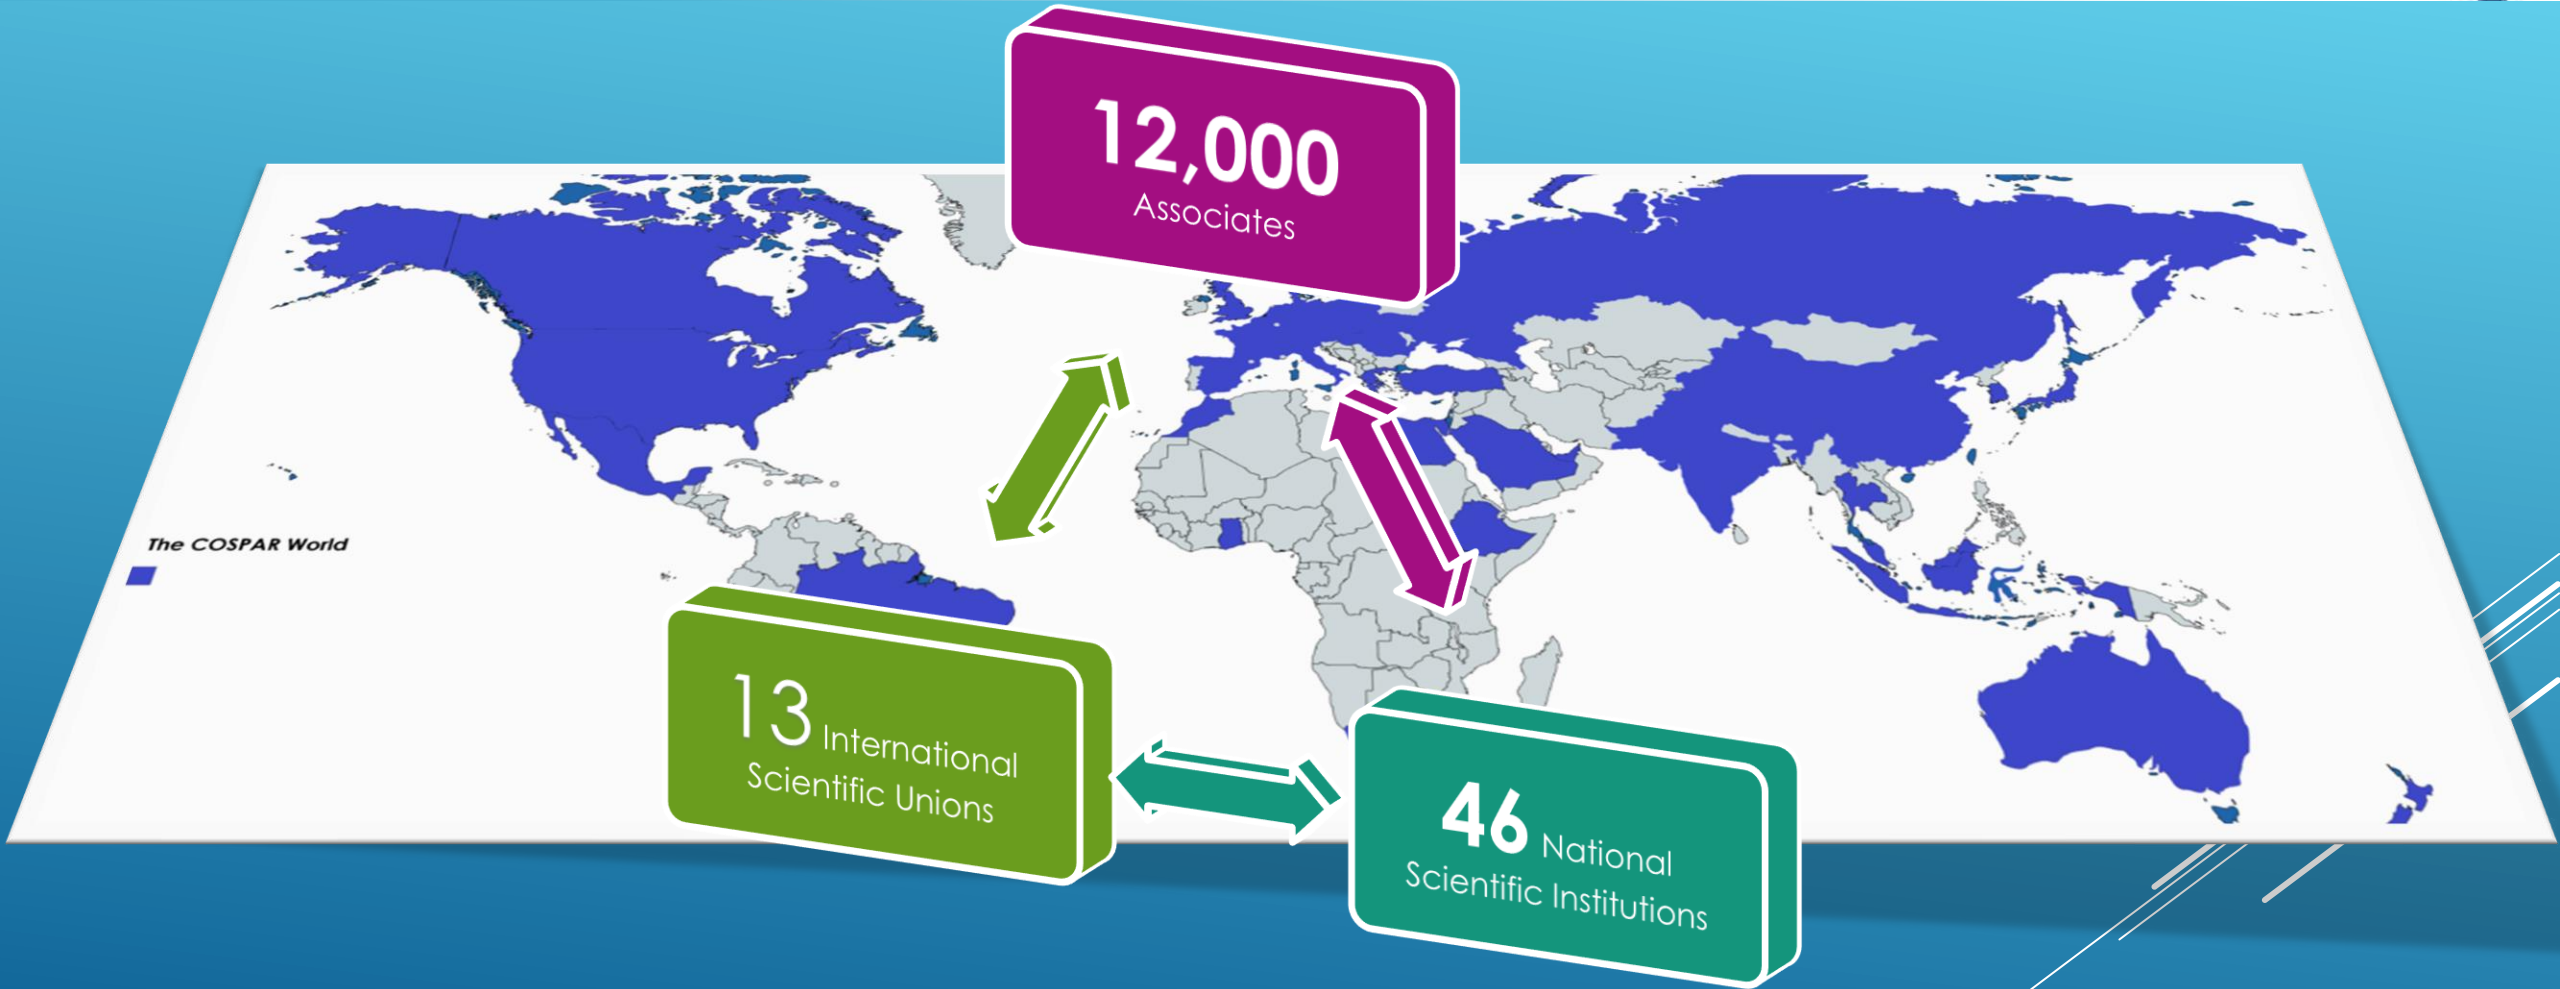 12,000
Associates
The COSPAR World
13 International
Scientific Unions
46 National
Scientific Institutions